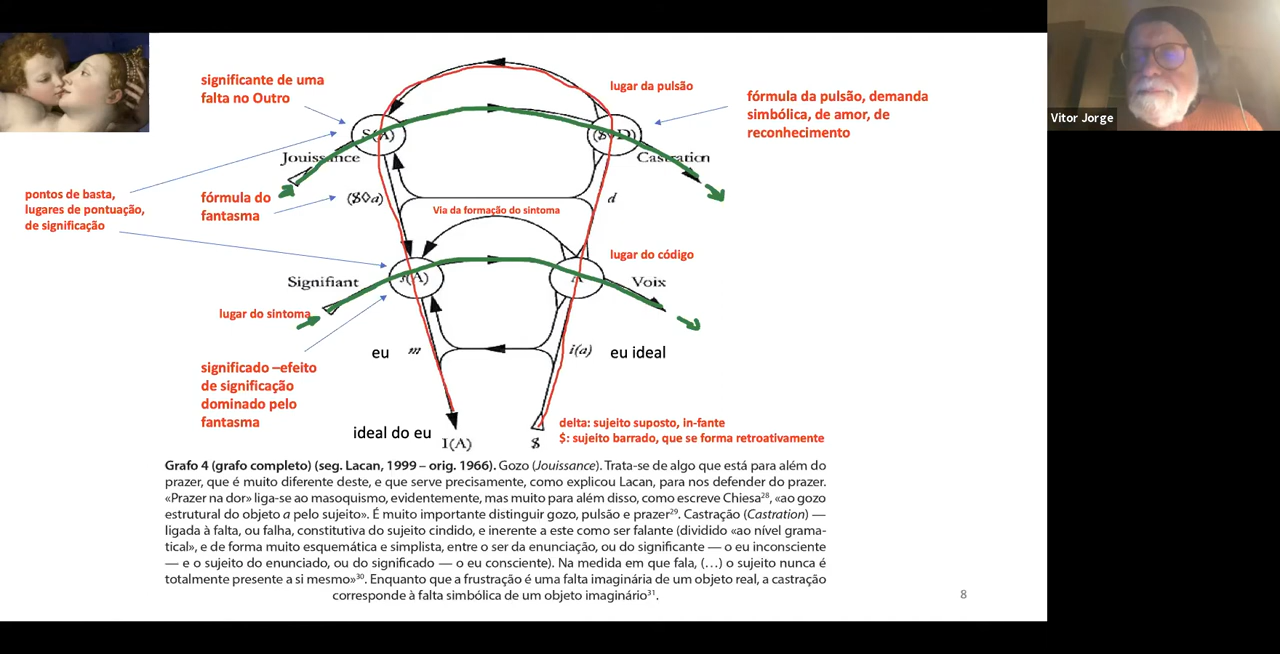 significante de uma
falta no Outro
lugar da pulsão
fórmula da pulsão, demanda
simbólica, de amor, de
reconhecimento
Vitor Jorge
S(A)
($◊D)
Jouissance
Castration
pontos de basta,
lugares de pontuação,
de significação
fórmula do
fantasma
($◊a)
d
Via da formação do sintoma
lugar do código
Signifiant
s(A)
A
Voix
lugar do sintoma
eu
m
i(a)
eu ideal
significado –efeito
de significação
dominado pelo
fantasma
ideal do eu
I(A)
$
delta: sujeito suposto, in-fante
$: sujeito barrado, que se forma retroativamente
Grafo 4 (grafo completo) (seg. Lacan, 1999 – orig. 1966). Gozo (Jouissance). Trata-se de algo que está para além do
prazer, que é muito diferente deste, e que serve precisamente, como explicou Lacan, para nos defender do prazer.
«Prazer na dor» liga-se ao masoquismo, evidentemente, mas muito para além disso, como escreve Chiesa²⁸, «ao gozo
estrutural do objeto a pelo sujeito». É muito importante distinguir gozo, pulsão e prazer²⁹. Castração (Castration) —
ligada à falta, ou falha, constitutiva do sujeito cindido, e inerente a este como ser falante (dividido «ao nível grama-
tical», e de forma muito esquemática e simplista, entre o ser da enunciação, ou do significante — o eu inconsciente
— e o sujeito do enunciado, ou do significado — o eu consciente). Na medida em que fala, (…) o sujeito nunca é
totalmente presente a si mesmo»³⁰. Enquanto que a frustração é uma falta imaginária de um objeto real, a castração
corresponde à falta simbólica de um objeto imaginário³¹.
8